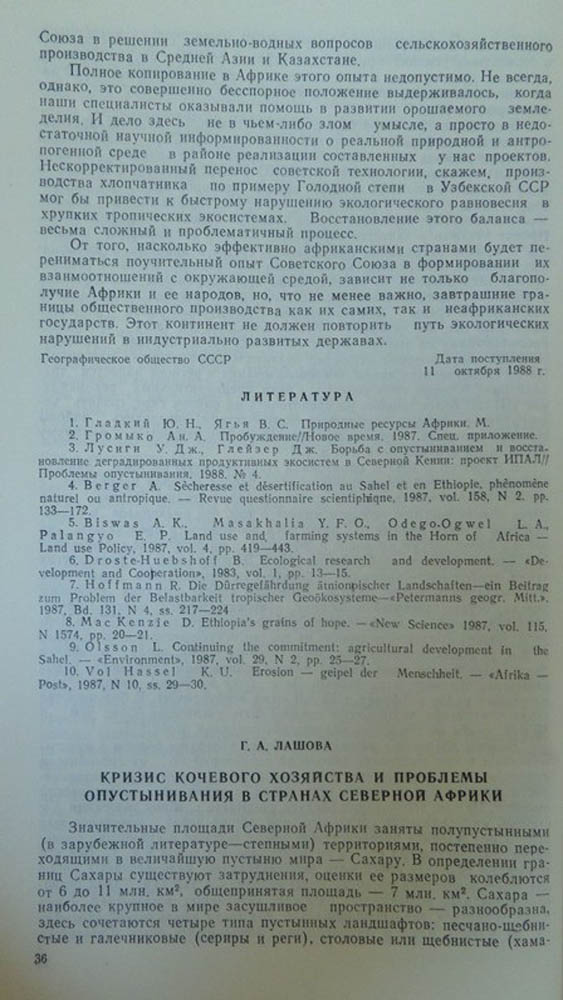 Союза в решении земельно-водных вопросов сельскохозяйственного
производства в Средней Азии и Казахстане.
Полное копирование в Африке этого опыта недопустимо. Не всегда,
однако, это совершенно бесспорное положение выдерживалось, когда
наши специалисты оказывали помощь в развитии орошаемого земле-
делия. И дело здесь не в чьем-либо злом умысле, а просто в недо-
статочной научной информированности о реальной природной и антро-
погенной среде в районе реализации составленных у нас проектов.
Нескорректированный перенос советской технологии, скажем, произ-
водства хлопчатника по примеру Голодной степи в Узбекской ССР
мог бы привести к быстрому нарушению экологического равновесия в
хрупких тропических экосистемах. Восстановление этого баланса —
весьма сложный и проблематичный процесс.
От того, насколько эффективно африканскими странами будет пе-
рениматься поучительный опыт Советского Союза в формировании их
взаимоотношений с окружающей средой, зависит не только благопо-
лучие Африки и ее народов, но, что не менее важно, завтрашние гра-
ницы общественного производства как их самих, так и неафриканских
государств. Этот континент не должен повторить путь экологических
нарушений в индустриально развитых державах.
Географическое общество СССР Дата поступления
11 октября 1988 г.
ЛИТЕРАТУРА
1. Гладкий Ю. Н., Ягья В. С. Природные ресурсы Африки. М.
2. Громыко Ан. А. Пробуждение//Новое время. 1987. Спец. приложение.
3. Лусиги У. Дж., Глейзер Дж. Борьба с опустыниванием и восста-
новление деградированных продуктивных экосистем в Северной Кении: проект ИПАЛ//
Проблемы опустынивания. 1988. № 4.
4. Berger A. Sècheresse et désertification au Sahel et en Ethiopie, phénomène
naturel ou antropique. — Revue questionnaire scientiphique, 1987, vol. 158, N 2. pp.
133—172.
5. Biswas A. K., Masakhalia Y. F. O., Odego-Ogwel L. A.,
Palangyo E. P. Land use and, farming systems in the Horn of Africa —
Land use Policy, 1987, vol. 4, pp. 419—443.
6. Droste-Huebshoff B. Ecological research and development. — «De-
velopment and Cooperation», 1983, vol. 1, pp. 13—15.
7. Hoffmann R. Die Dürregefährdung ätnionpischer Landschaften—ein Beitrag
zum Problem der Belastbarkeit tropischer Geoökosysteme—«Petermanns geogr. Mitt.».
1987, Bd. 131, N 4, ss. 217—224
8. Mac Kenzie D. Ethiopia's grains of hope. —«New Science» 1987, vol. 115,
N 1574, pp. 20—21.
9. Olsson L. Continuing the commitment: agricultural development in the
Sahel. — «Environment», 1987, vol. 29, N 2, pp. 25—27.
10. Vol Hassel K. U. Erosion — geipel der Menschheit. — «Afrika —
Post», 1987, N 10, ss. 29—30.
Г. А. ЛАШОВА
КРИЗИС КОЧЕВОГО ХОЗЯЙСТВА И ПРОБЛЕМЫ
ОПУСТЫНИВАНИЯ В СТРАНАХ СЕВЕРНОЙ АФРИКИ
Значительные площади Северной Африки заняты полупустынными
(в зарубежной литературе—степными) территориями, постепенно пере-
ходящими в величайшую пустыню мира — Сахару. В определении гра-
ниц Сахары существуют затруднения, оценки ее размеров колеблются
от 6 до 11 млн. км², общепринятая площадь — 7 млн. км². Сахара —
наиболее крупное в мире засушливое пространство — разнообразна,
здесь сочетаются четыре типа пустынных ландшафтов: песчано-щебни-
стые и галечниковые (сериры и реги), столовые или щебнистые (хама-
36